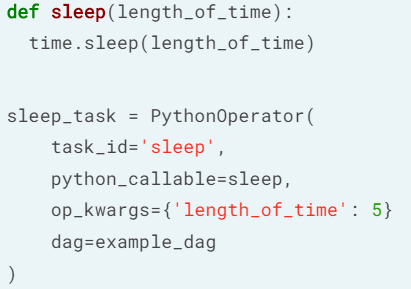 def sleep(length_of_time):
  time.sleep(length_of_time)

sleep_task = PythonOperator(
    task_id='sleep',
    python_callable=sleep,
    op_kwargs={'length_of_time': 5}
    dag=example_dag
)